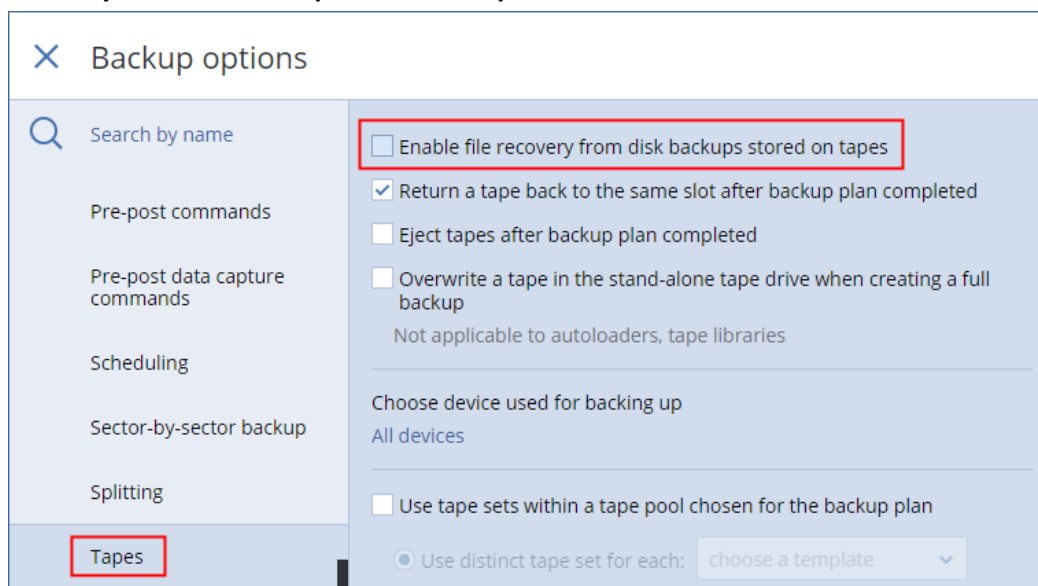 Backup options
Search by name
Pre-post commands
Pre-post data capture
commands
Scheduling
Sector-by-sector backup
Splitting
Tapes
Enable file recovery from disk backups stored on tapes
Return a tape back to the same slot after backup plan completed
Eject tapes after backup plan completed
Overwrite a tape in the stand-alone tape drive when creating a full
backup
Not applicable to autoloaders, tape libraries
Choose device used for backing up
All devices
Use tape sets within a tape pool chosen for the backup plan
Use distinct tape set for each:
choose a template